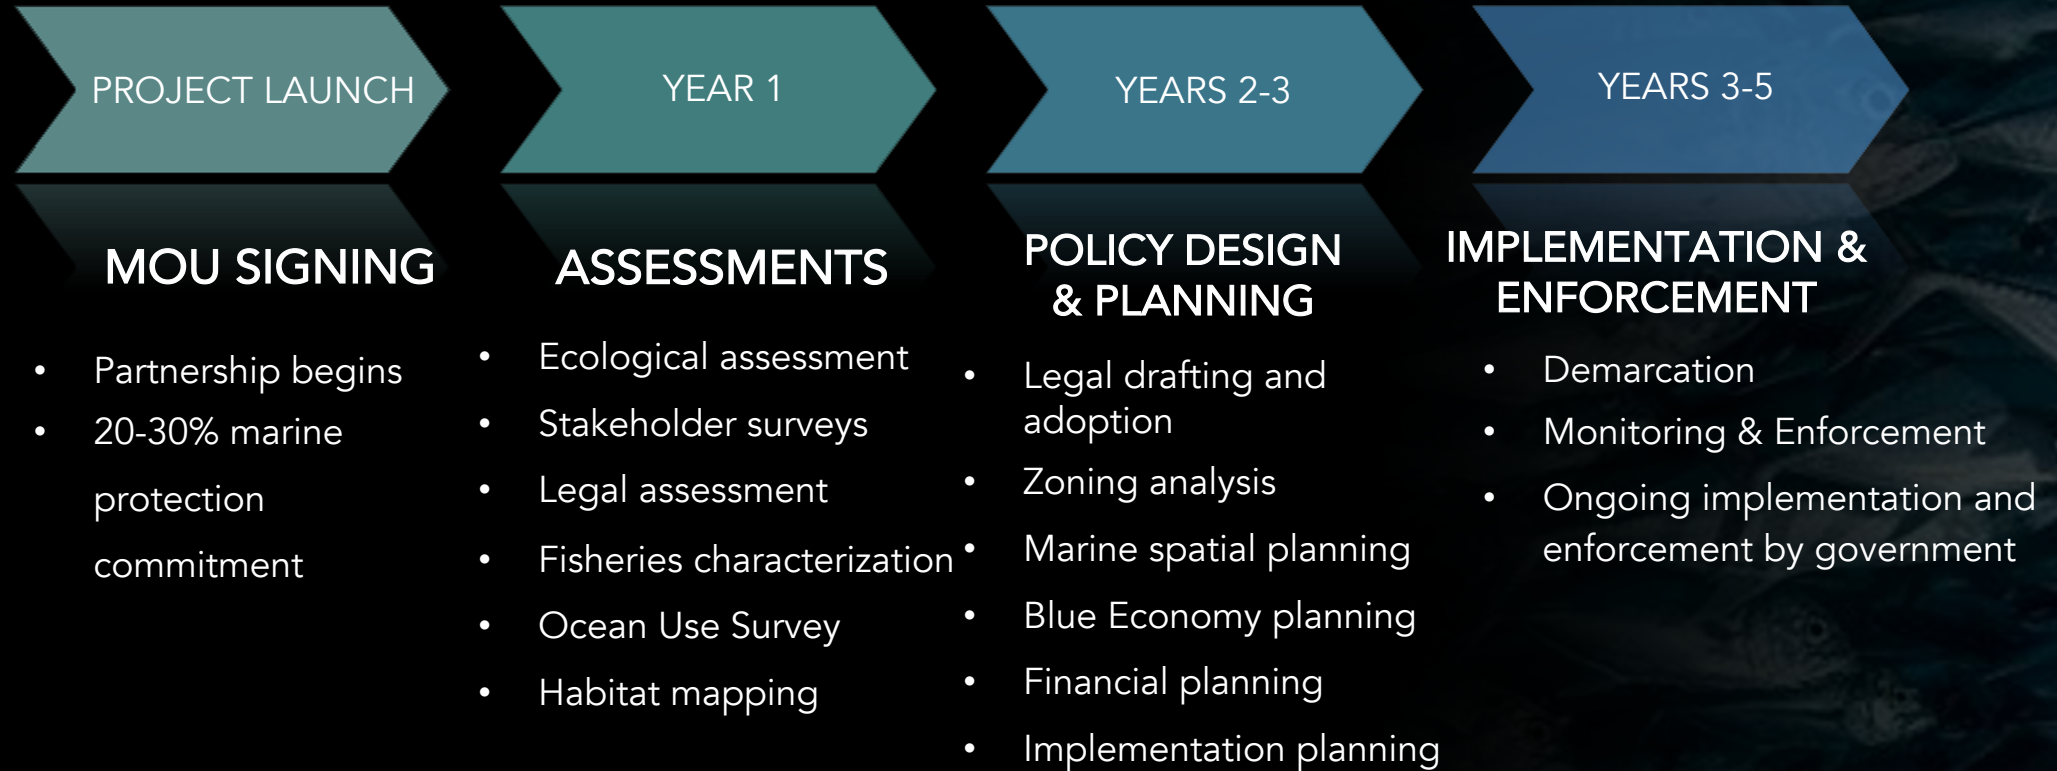 PROJECT LAUNCH
MOU SIGNING
• Partnership begins
• 20-30% marine
protection
commitment
YEAR 1
ASSESSMENTS
• Ecological assessment
• Stakeholder surveys
• Legal assessment
• Fisheries characterization
• Ocean Use Survey
• Habitat mapping
YEARS 2-3
POLICY DESIGN
& PLANNING
• Legal drafting and
adoption
• Zoning analysis
• Marine spatial planning
• Blue Economy planning
• Financial planning
• Implementation planning
YEARS 3-5
IMPLEMENTATION &
ENFORCEMENT
• Demarcation
• Monitoring & Enforcement
• Ongoing implementation and
enforcement by government